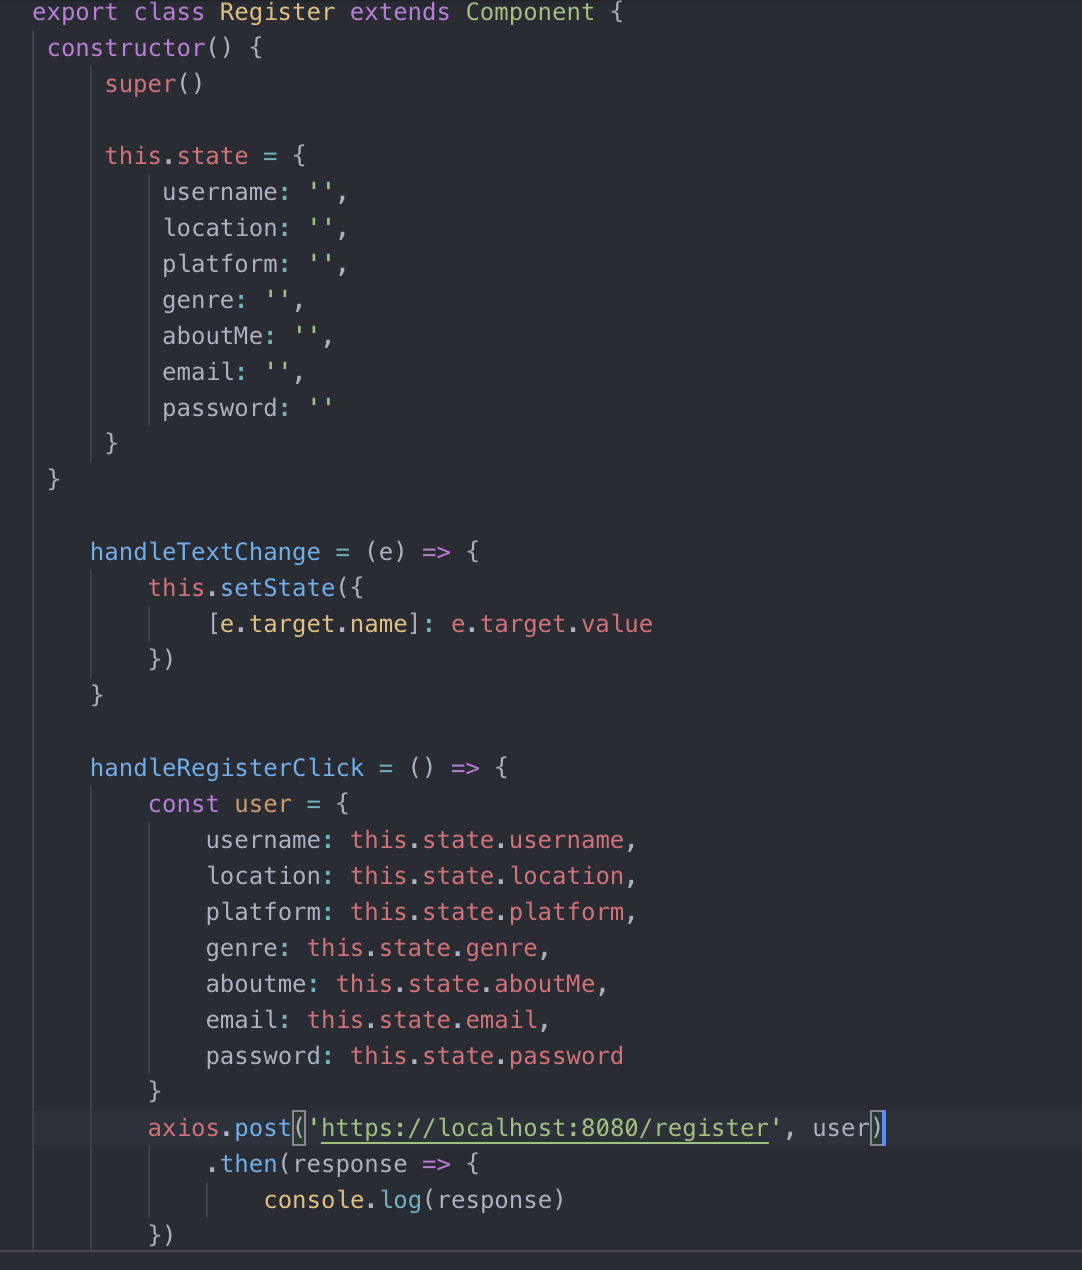 export class Register extends Component {
constructor() {
super()
this.state = {
username: '',
location: '',
platform: '',
genre: '',
aboutMe: '',
email: '',
password: ''
}
}
handleTextChange = (e) => {
this.setState({
[e.target.name]: e.target.value
})
}
handleRegisterClick = () => {
const user = {
username: this.state.username,
location: this.state.location,
platform: this.state.platform,
genre: this.state.genre,
aboutme: this.state.aboutMe,
email: this.state.email,
password: this.state.password
}
axios.post('https://localhost:8080/register', user)
.then(response => {
console.log(response)
})